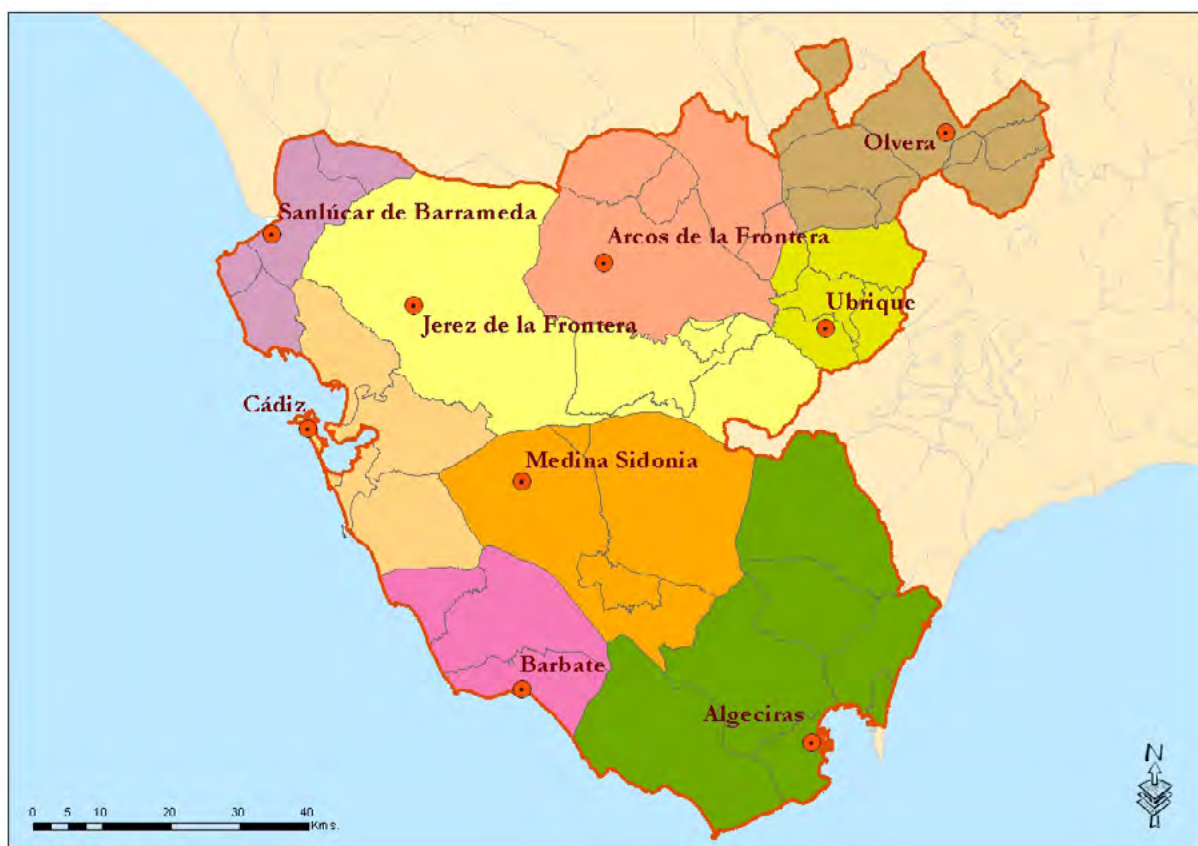 Olvera
Sanlúcar de Barrameda
Arcos de la Frontera
Ubrique
Jerez de la Frontera
Cádiz
Medina Sidonia
Barbate
Algeciras
N
0 5 10 20 30 40
Kms.